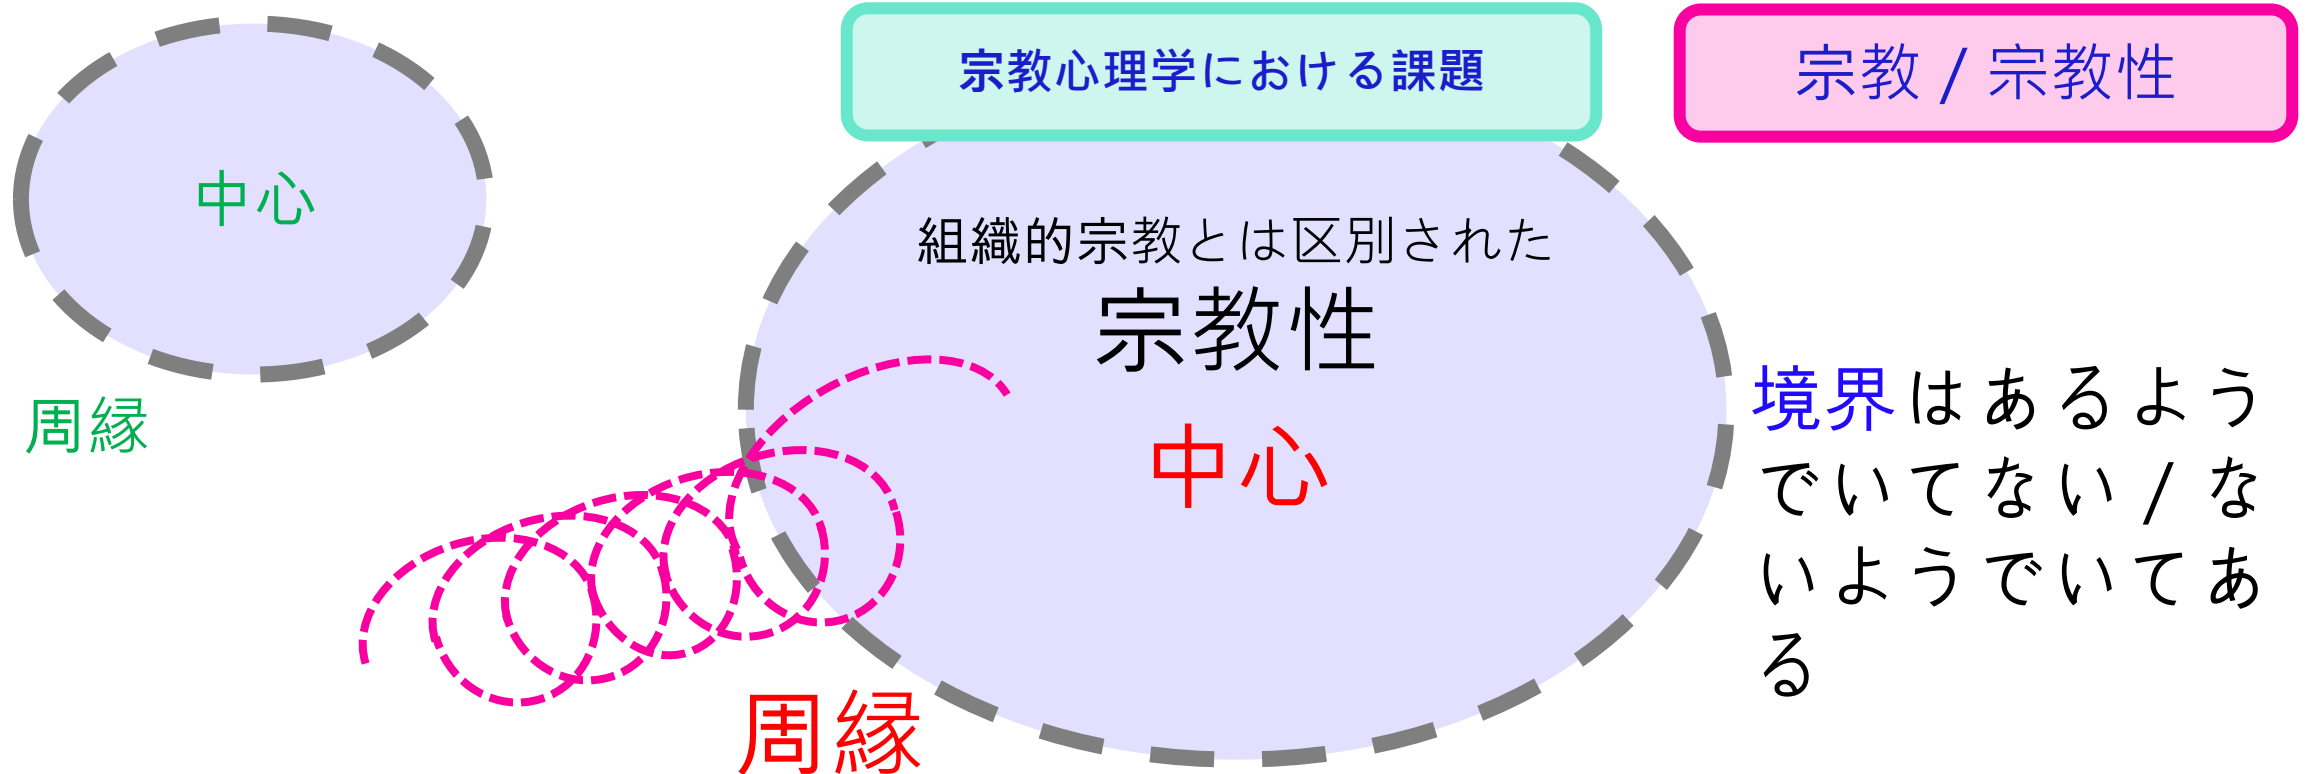 宗教心理学における課題
宗教/宗教性
中心
周縁
組織的宗教とは区別された
宗教性
中心
周縁
境界はあるよう
でいてない/な
いようでいてあ
る